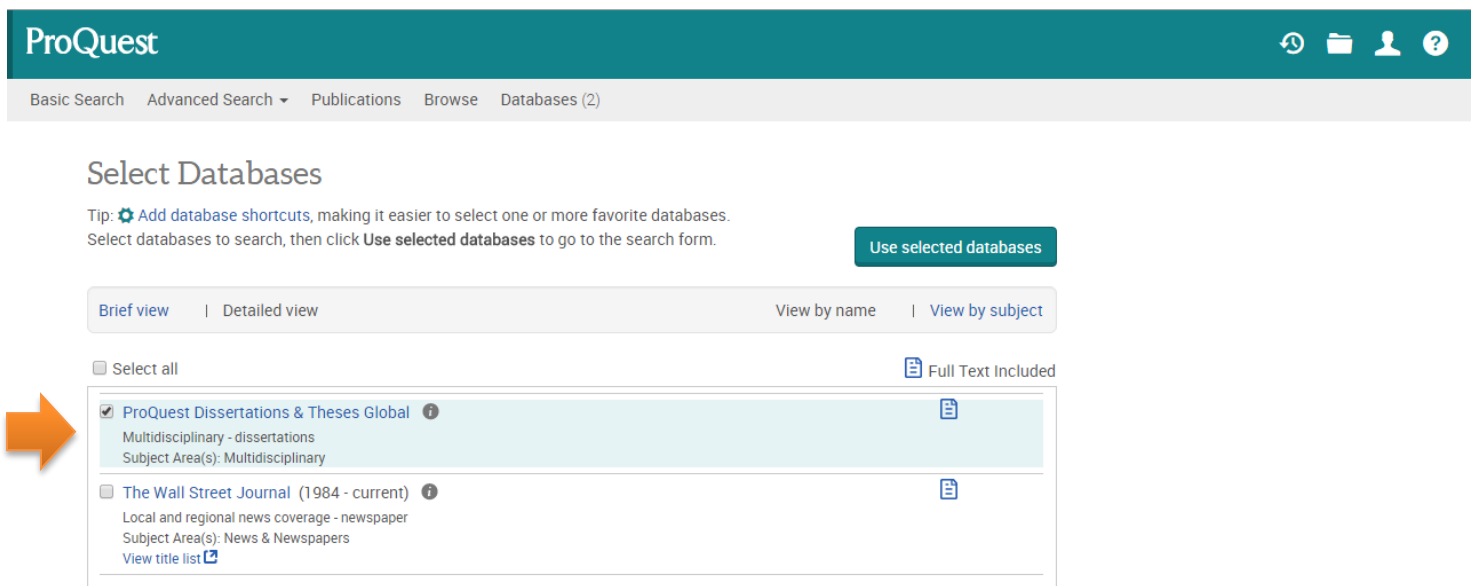 ProQuest
Basic Search Advanced Search Publications Browse Databases (2)
Select Databases
Tip: Add database shortcuts, making it easier to select one or more favorite databases.
Select databases to search, then click Use selected databases to go to the search form.
Use selected databases
Brief view | Detailed view View by name | View by subject
Select all Full Text Included
ProQuest Dissertations & Theses Global
Multidisciplinary - dissertations
Subject Area(s): Multidisciplinary
The Wall Street Journal (1984 - current)
Local and regional news coverage - newspaper
Subject Area(s): News & Newspapers
View title list